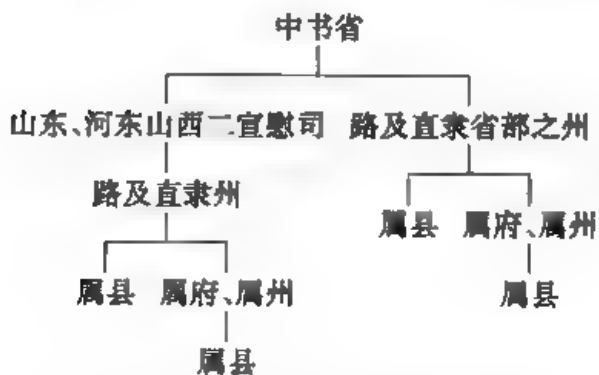 中书省
山东、河东山西二宣慰司 路及直隶省部之州
路及直隶州
属县 属府、属州
属县 属府、属州
属县
属县